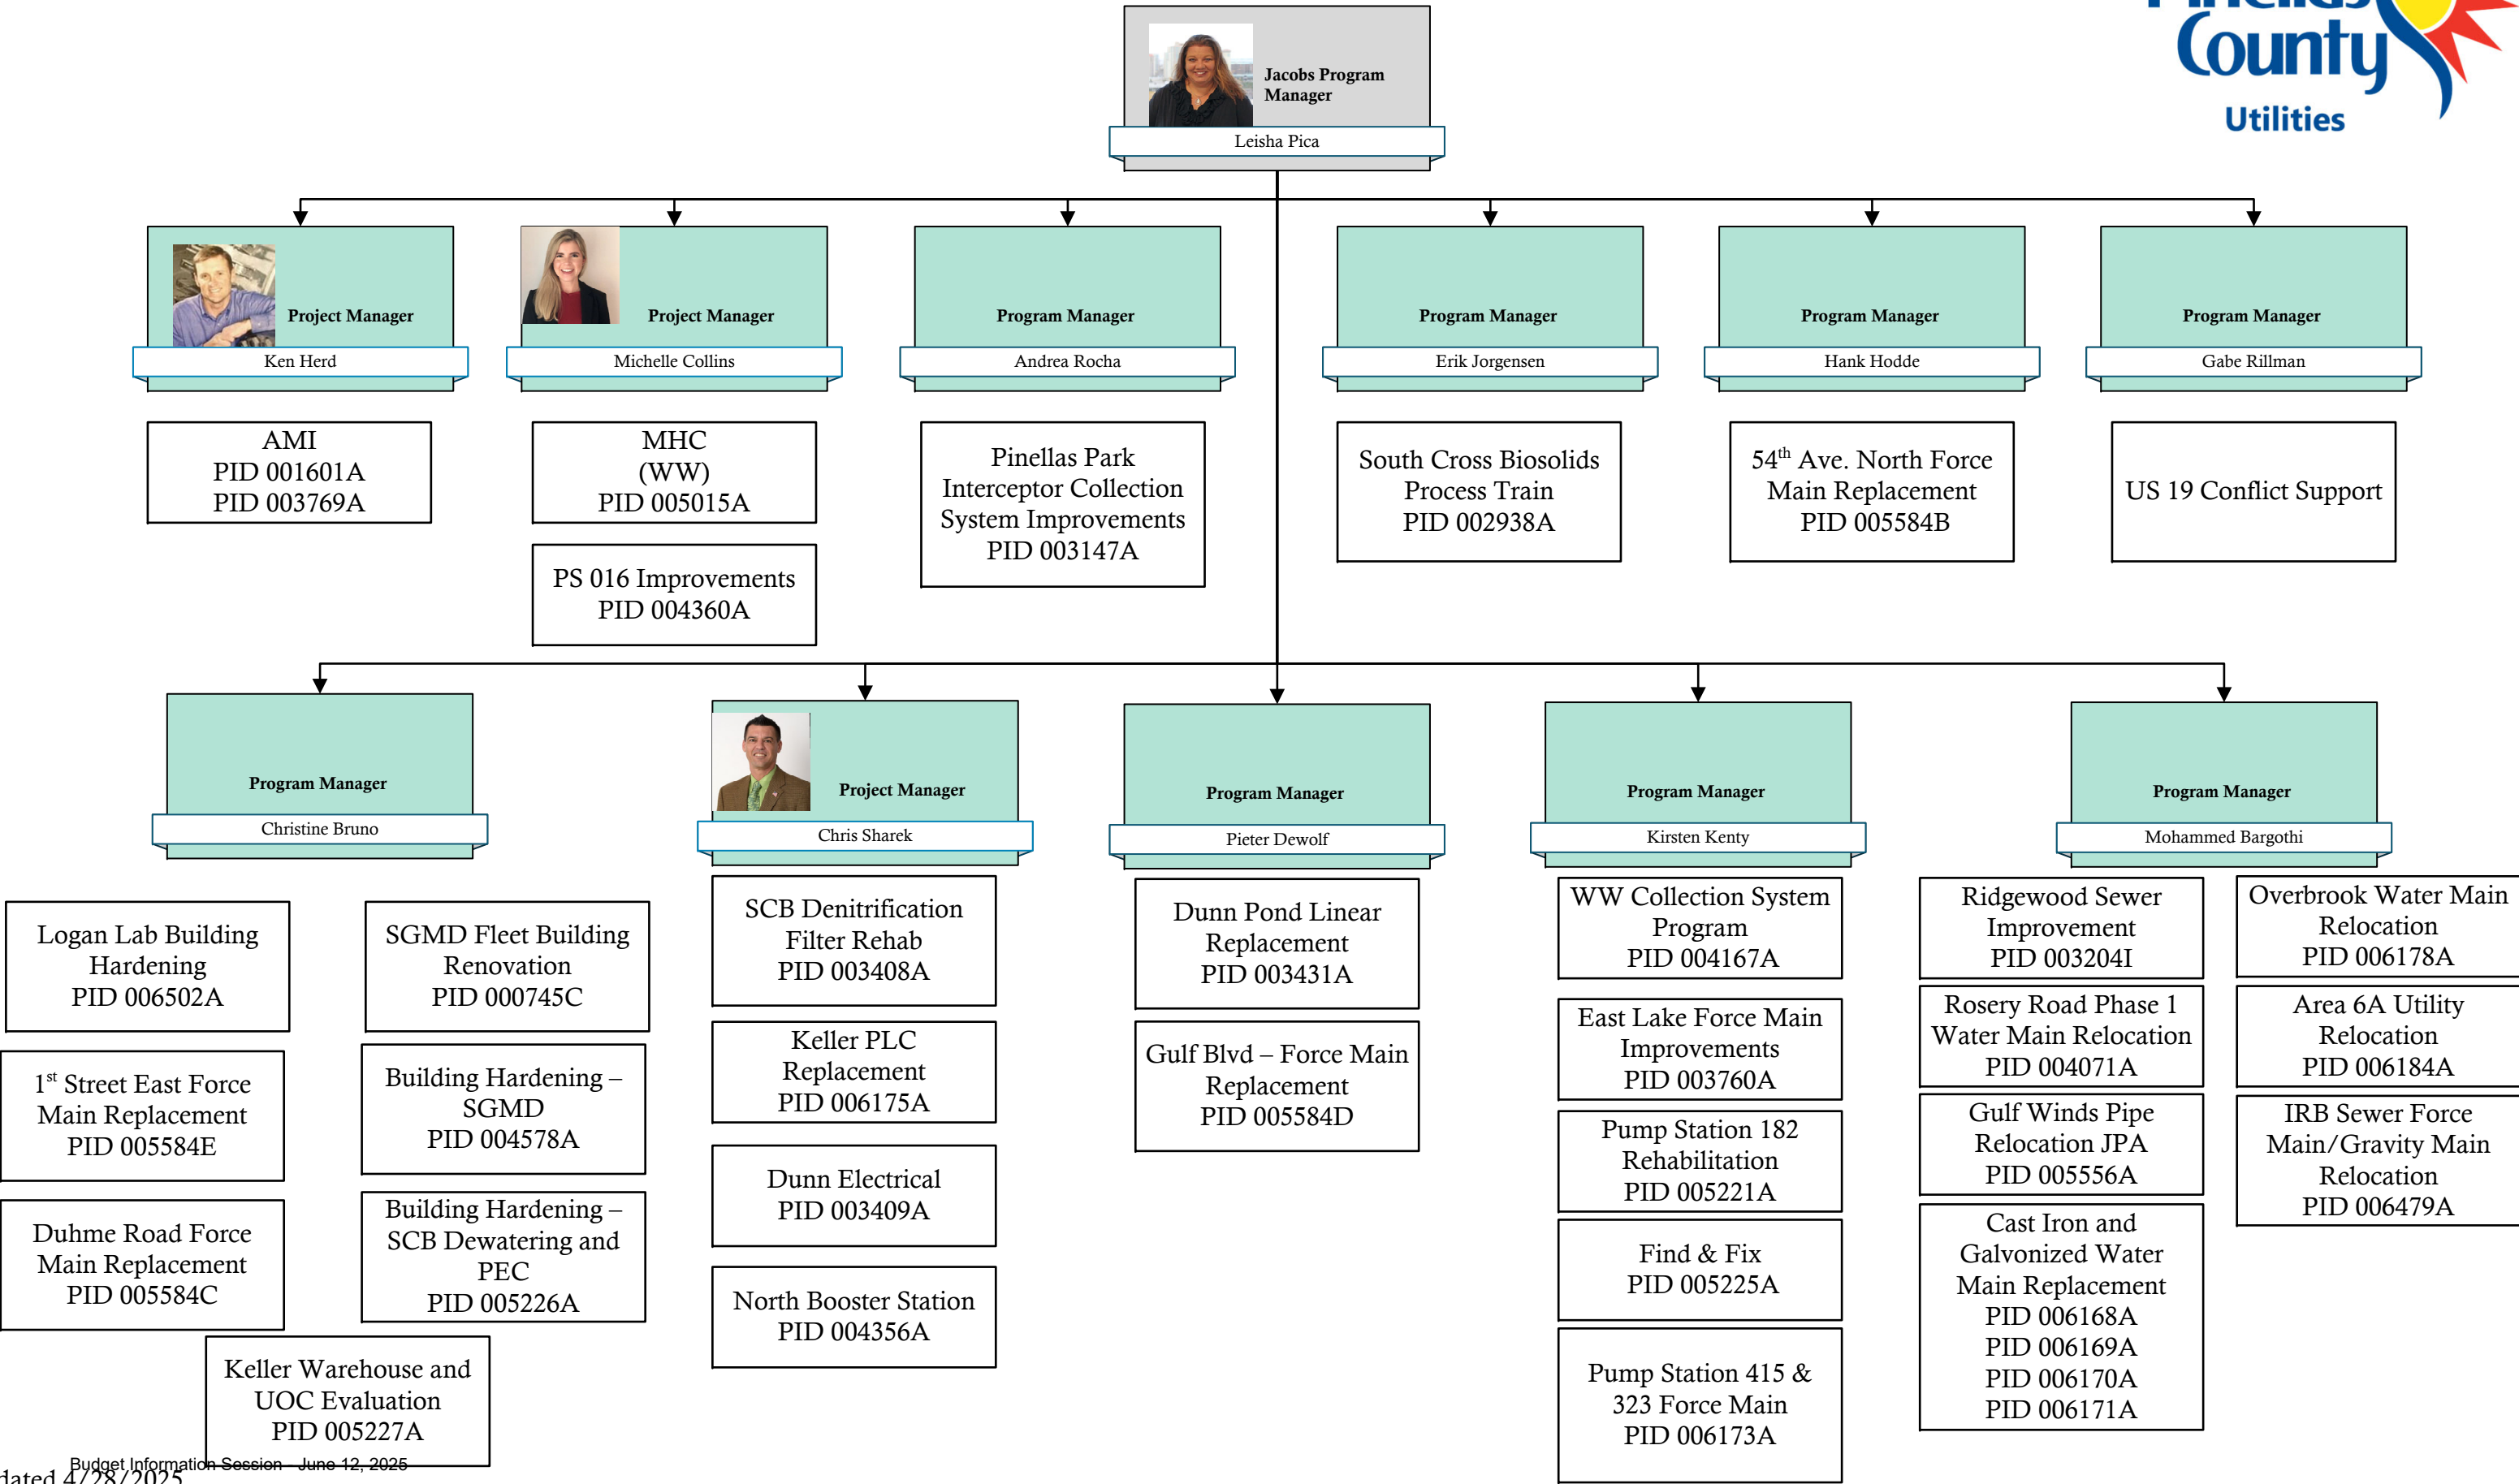 Pinellas
County
Utilities
Jacobs Program
Manager
Leisha Pica
Project Manager
Ken Herd
Project Manager
Michelle Collins
Program Manager
Andrea Rocha
Program Manager
Erik Jorgensen
Program Manager
Hank Hodde
Program Manager
Gabe Rillman
AMI
PID 001601A
PID 003769A
MHC
(WW)
PID 005015A
PS 016 Improvements
PID 004360A
Pinellas Park
Interceptor Collection
System Improvements
PID 003147A
South Cross Biosolids
Process Train
PID 002938A
54th Ave. North Force
Main Replacement
PID 005584B
US 19 Conflict Support
Program Manager
Christine Bruno
Project Manager
Chris Sharek
Program Manager
Pieter Dewolf
Program Manager
Kirsten Kenty
Program Manager
Mohammed Bargothi
Logan Lab Building
Hardening
PID 006502A
1st Street East Force
Main Replacement
PID 005584E
Duhme Road Force
Main Replacement
PID 005584C
SGMD Fleet Building
Renovation
PID 000745C
Building Hardening –
SGMD
PID 004578A
Building Hardening –
SCB Dewatering and
PEC
PID 005226A
Keller Warehouse and
UOC Evaluation
PID 005227A
SCB Denitrification
Filter Rehab
PID 003408A
Keller PLC
Replacement
PID 006175A
Dunn Electrical
PID 003409A
North Booster Station
PID 004356A
Dunn Pond Linear
Replacement
PID 003431A
Gulf Blvd – Force Main
Replacement
PID 005584D
WW Collection System
Program
PID 004167A
East Lake Force Main
Improvements
PID 003760A
Pump Station 182
Rehabilitation
PID 005221A
Find & Fix
PID 005225A
Pump Station 415 &
323 Force Main
PID 006173A
Ridgewood Sewer
Improvement
PID 003204I
Rosery Road Phase 1
Water Main Relocation
PID 004071A
Gulf Winds Pipe
Relocation JPA
PID 005556A
Cast Iron and
Galvonized Water
Main Replacement
PID 006168A
PID 006169A
PID 006170A
PID 006171A
Overbrook Water Main
Relocation
PID 006178A
Area 6A Utility
Relocation
PID 006184A
IRB Sewer Force
Main/Gravity Main
Relocation
PID 006479A
Budget Information Session - June 12, 2025
dated 4/28/2025